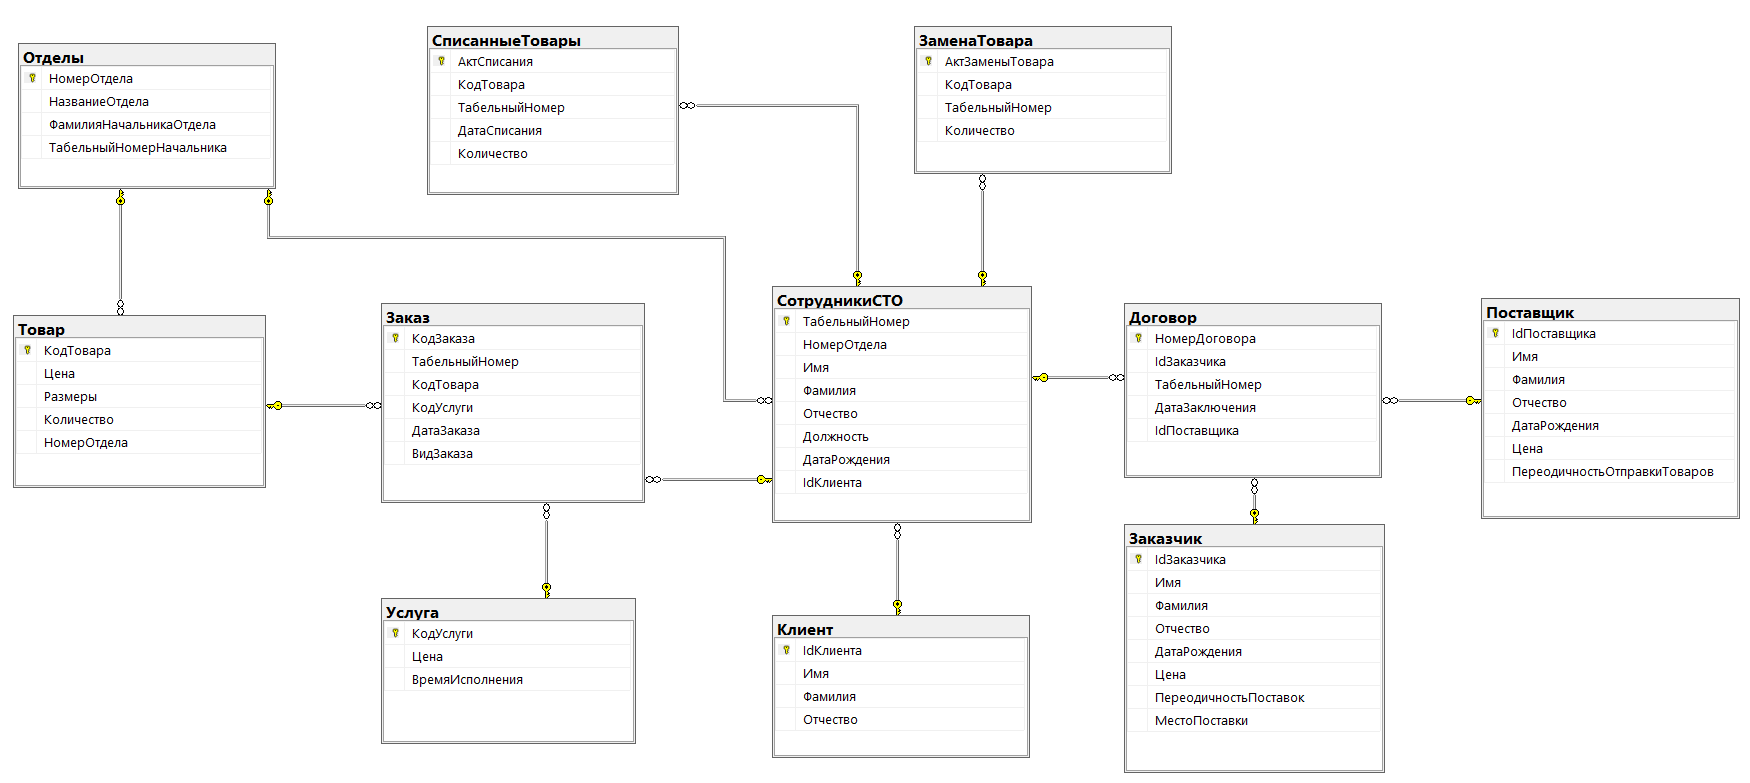 Отделы
НомерОтдела
НазваниеОтдела
ФамилияНачальникаОтдела
ТабельныйНомерНачальника
СписанныеТовары
АктСписания
КодТовара
ТабельныйНомер
ДатаСписания
Количество
ЗаменаТовара
АктЗаменыТовара
КодТовара
ТабельныйНомер
Количество
Товар
КодТовара
Цена
Размеры
Количество
НомерОтдела
Заказ
КодЗаказа
ТабельныйНомер
КодТовара
КодУслуги
ДатаЗаказа
ВидЗаказа
СотрудникиСТО
ТабельныйНомер
НомерОтдела
Имя
Фамилия
Отчество
Должность
ДатаРождения
IdКлиента
Договор
НомерДоговора
IdЗаказчика
ТабельныйНомер
ДатаЗаключения
IdПоставщика
Поставщик
IdПоставщика
Имя
Фамилия
Отчество
ДатаРождения
Цена
ПереодичностьОтправкиТоваров
Услуга
КодУслуги
Цена
ВремяИсполнения
Клиент
IdКлиента
Имя
Фамилия
Отчество
Заказчик
IdЗаказчика
Имя
Фамилия
Отчество
ДатаРождения
Цена
ПереодичностьПоставок
МестоПоставки